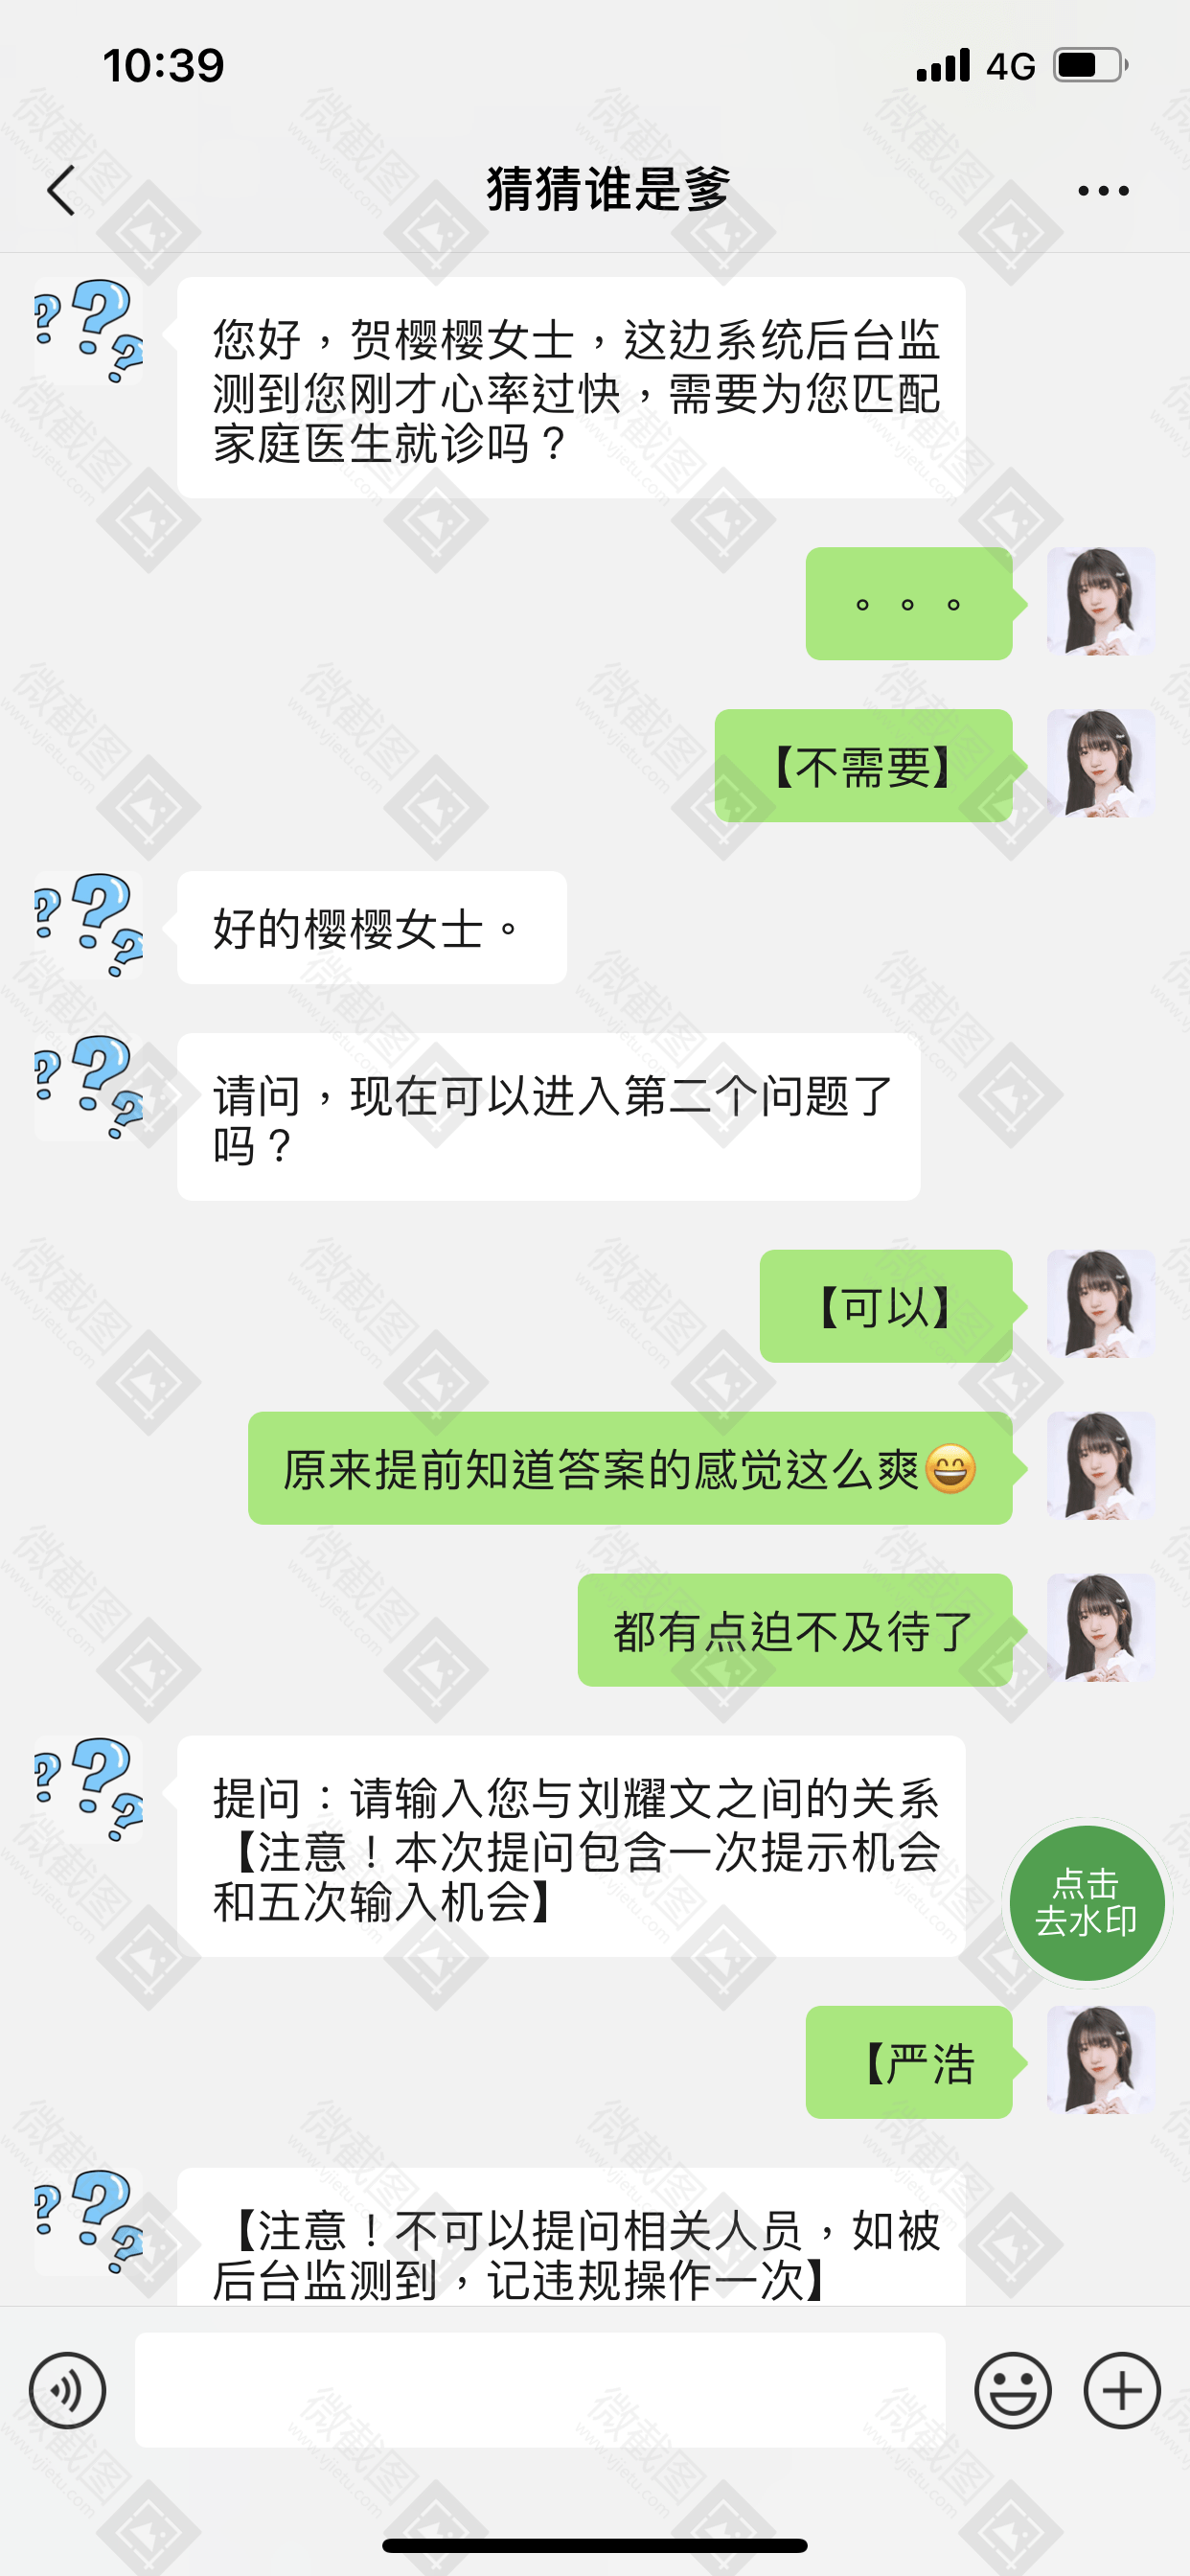 10:39
4G
猜猜谁是爹
您好，贺樱樱女士，这边系统后台监
测到您刚才心率过快，需要为您匹配
家庭医生就诊吗？
。。。
【不需要】
好的樱樱女士。
请问，现在可以进入第二个问题了
吗？
【可以】
原来提前知道答案的感觉这么爽😄
都有点迫不及待了
提问：请输入您与刘耀文之间的关系
【注意！本次提问包含一次提示机会
和五次输入机会】
点击
去水印
【严浩
【注意！不可以提问相关人员，如被
后台监测到，记违规操作一次】
微截图
www.vjietu.com